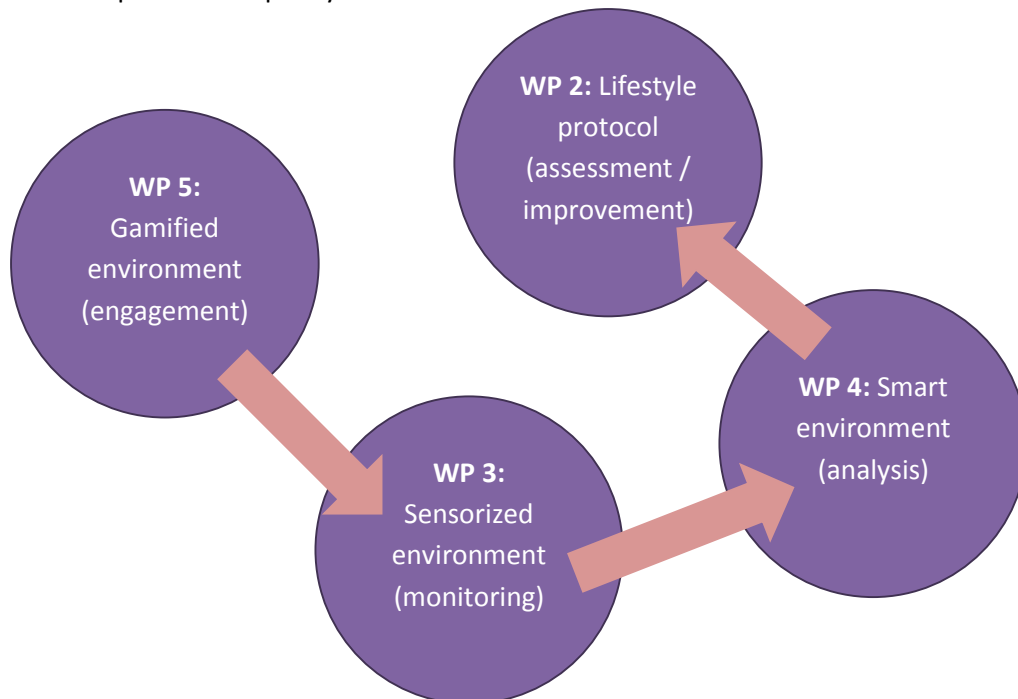 WP 2: Lifestyle
protocol
(assessment /
improvement)
WP 5:
Gamified
environment
(engagement)
WP 4: Smart
environment
(analysis)
WP 3:
Sensorized
environment
(monitoring)